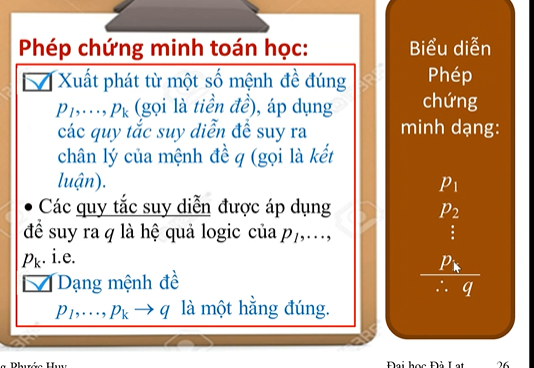 Phép chứng minh toán học:
Xuất phát từ một số mệnh đề đúng
p₁,…, pₖ (gọi là tiền đề), áp dụng
các quy tắc suy diễn để suy ra
chân lý của mệnh đề q (gọi là kết
luận).
• Các quy tắc suy diễn được áp dụng
để suy ra q là hệ quả logic của p₁,…,
pₖ. i.e.
Dạng mệnh đề
p₁,…, pₖ → q là một hằng đúng.
Biểu diễn
Phép
chứng
minh dạng:
p₁
p₂
⋮
pₖ
∴ q
Phước Huy
Đại học Đà Lạt
26